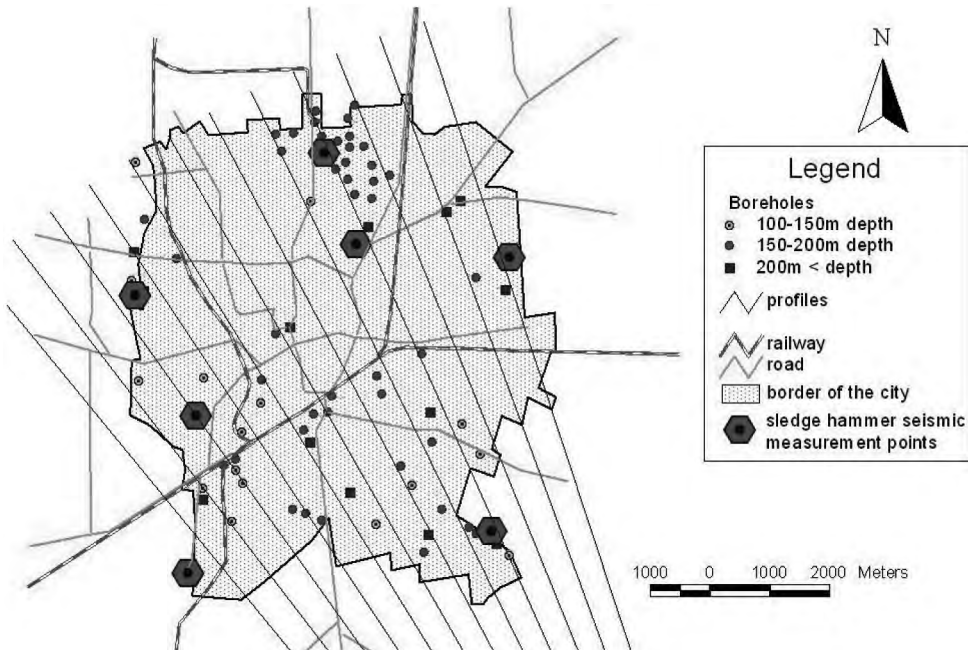 N
Legend
Boreholes
100-150m depth
150-200m depth
200m < depth
profiles
railway
road
border of the city
sledge hammer seismic
measurement points
1000 0 1000 2000 Meters